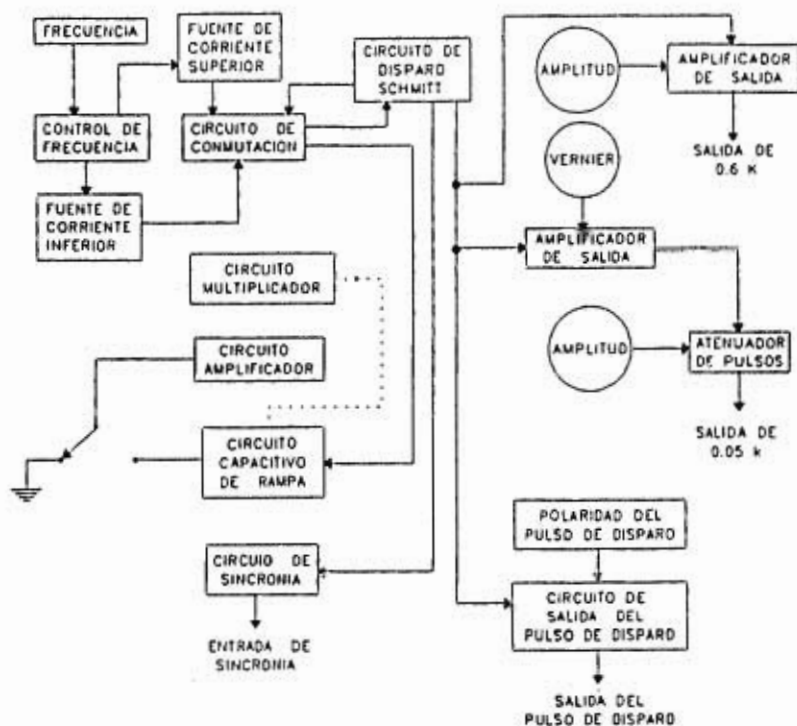 FRECUENCIA
FUENTE DE
CORRIENTE
SUPERIOR
CIRCUITO DE
DISPARO
SCHMITT
AMPLITUD
AMPLIFICADOR
DE SALIDA
CONTROL DE
FRECUENCIA
CIRCUITO DE
CONMUTACION
SALIDA DE
0.6 K
VERNIER
FUENTE DE
CORRIENTE
INFERIOR
AMPLIFICADOR
DE SALIDA
CIRCUITO
MULTIPLICADOR
CIRCUITO
AMPLIFICADOR
AMPLITUD
ATENUADOR
DE PULSOS
SALIDA DE
0.05 k
CIRCUITO
CAPACITIVO
DE RAMPA
POLARIDAD DEL
PULSO DE DISPARO
CIRCUIO DE
SINCRONIA
CIRCUITO DE
SALIDA DEL
PULSO DE DISPARO
ENTRADA DE
SINCRONIA
SALIDA DEL
PULSO DE DISPARO